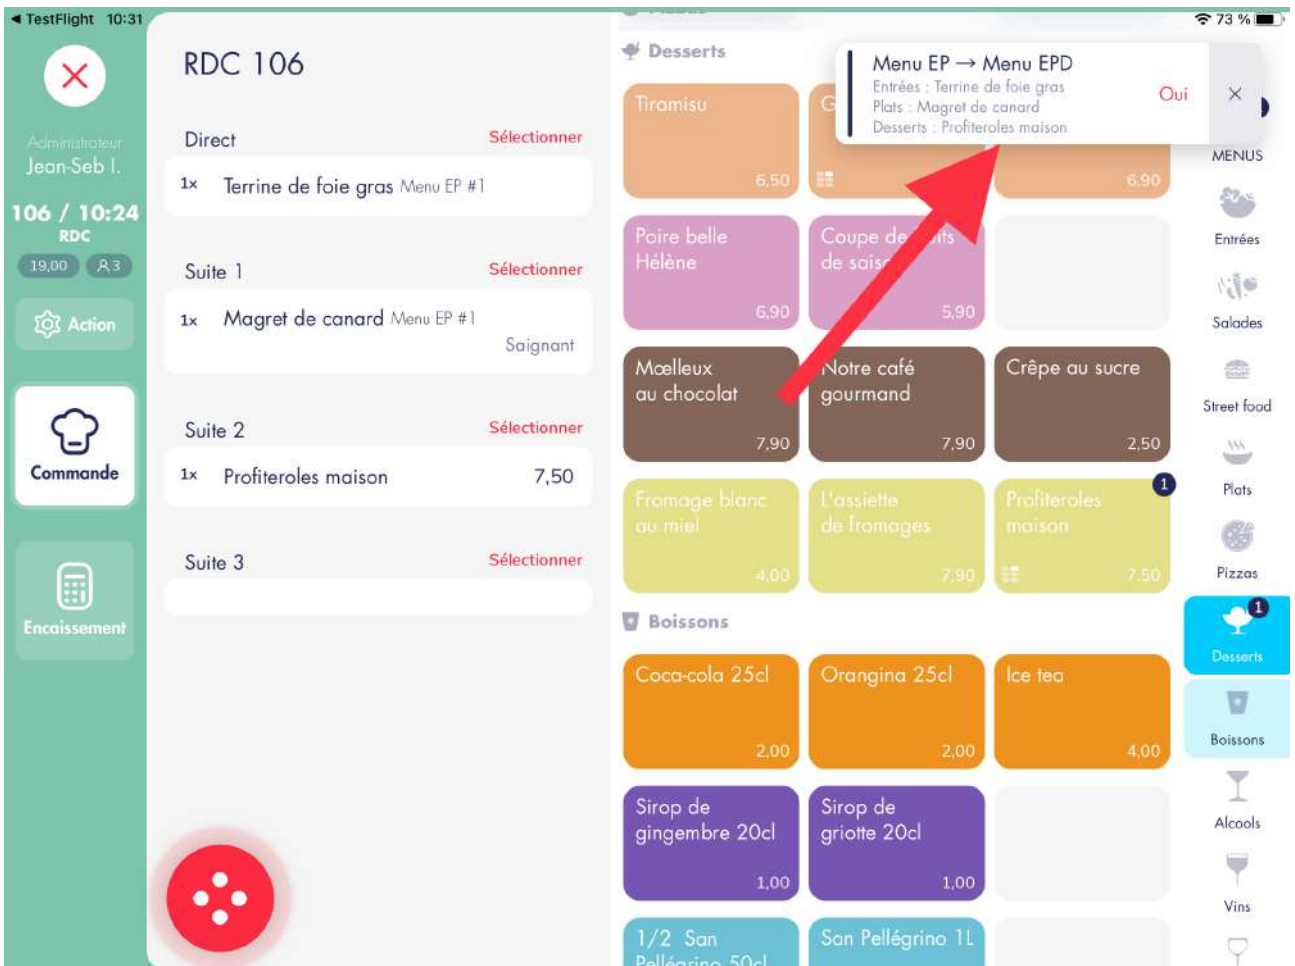 TestFlight 10:31
73 %
Administrateur
Jean-Seb I.
106 / 10:24
RDC
19,00
3
Action
Commande
Encaissement
RDC 106
Direct
Sélectionner
1x Terrine de foie gras Menu EP #1
Suite 1
Sélectionner
1x Magret de canard Menu EP #1
Saignant
Suite 2
Sélectionner
1x Profiteroles maison 7,50
Suite 3
Sélectionner
Desserts
Menu EP → Menu EPD
Entrées : Terrine de foie gras
Plats : Magret de canard
Desserts : Profiteroles maison
Oui
Tiramisu
6,50
G
6,90
Poire belle
Hélène
6,90
Coupe de
de
5,90
Mœlleux
au chocolat
7,90
Notre café
gourmand
7,90
Crêpe au sucre
2,50
Fromage blanc
au miel
4,00
L'assiette
de fromages
7,90
Profiteroles
maison
7,50
1
Boissons
Coca-cola 25cl
2,00
Orangina 25cl
2,00
Ice tea
4,00
Sirop de
gingembre 20cl
1,00
Sirop de
griotte 20cl
1,00
1/2 San
Pellégrino 50cl
San Pellégrino 1L
MENUS
Entrées
Salades
Street food
Plats
Pizzas
1
Desserts
Boissons
Alcools
Vins